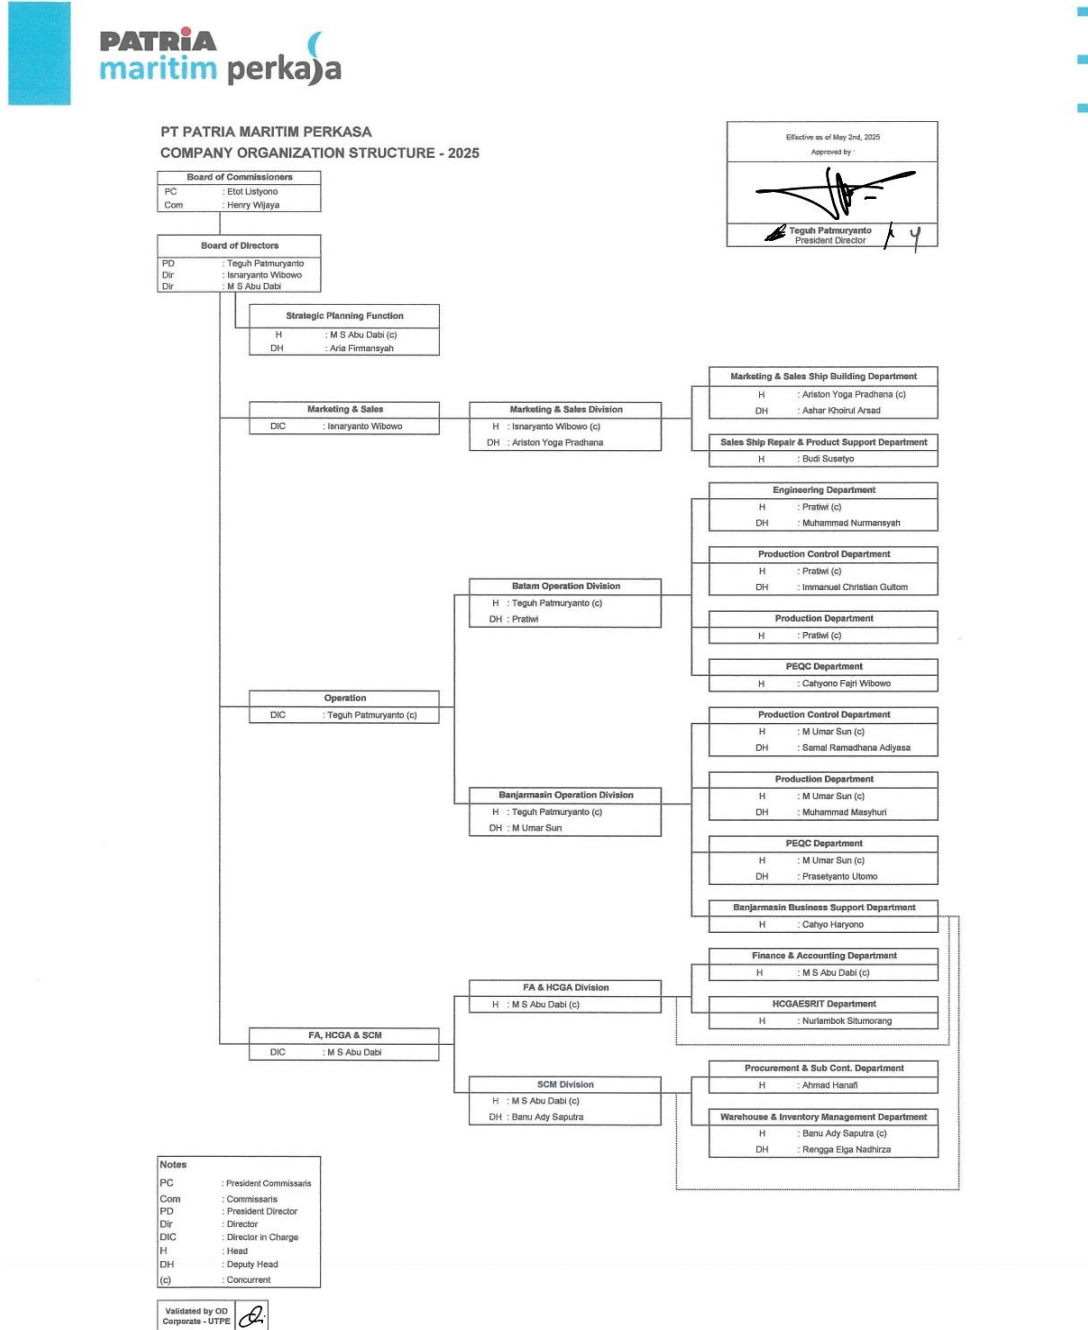 PATRiA
maritim perkasa
PT PATRIA MARITIM PERKASA
COMPANY ORGANIZATION STRUCTURE - 2025
Effective as of May 2nd, 2025
Approved by :
Teguh Patmuryanto
President Director
Board of Commissioners
PC : Etot Listyono
Com : Henry Wijaya
Board of Directors
PD : Teguh Patmuryanto
Dir : Isnaryanto Wibowo
Dir : M S Abu Dabi
Strategic Planning Function
H : M S Abu Dabi (c)
DH : Aria Firmansyah
Marketing & Sales
DIC : Isnaryanto Wibowo
Marketing & Sales Division
H : Isnaryanto Wibowo (c)
DH : Ariston Yoga Pradhana
Marketing & Sales Ship Building Department
H : Ariston Yoga Pradhana (c)
DH : Ashar Khoirul Arsad
Sales Ship Repair & Product Support Department
H : Budi Susetyo
Operation
DIC : Teguh Patmuryanto (c)
Batam Operation Division
H : Teguh Patmuryanto (c)
DH : Pratiwi
Engineering Department
H : Pratiwi (c)
DH : Muhammad Nurmansyah
Production Control Department
H : Pratiwi (c)
DH : Immanuel Christian Gultom
Production Department
H : Pratiwi (c)
PEQC Department
H : Cahyono Fajri Wibowo
Banjarmasin Operation Division
H : Teguh Patmuryanto (c)
DH : M Umar Sun
Production Control Department
H : M Umar Sun (c)
DH : Samal Ramadhana Adiyasa
Production Department
H : M Umar Sun (c)
DH : Muhammad Masyhuri
PEQC Department
H : M Umar Sun (c)
DH : Prasetyanto Utomo
Banjarmasin Business Support Department
H : Cahyo Haryono
FA, HCGA & SCM
DIC : M S Abu Dabi
FA & HCGA Division
H : M S Abu Dabi (c)
Finance & Accounting Department
H : M S Abu Dabi (c)
HCGAESRIT Department
H : Nurlambok Situmorang
SCM Division
H : M S Abu Dabi (c)
DH : Banu Ady Saputra
Procurement & Sub Cont. Department
H : Ahmad Hanafi
Warehouse & Inventory Management Department
H : Banu Ady Saputra (c)
DH : Rengga Elga Nadhirza
Notes
PC : President Commissaris
Com : Commissaris
PD : President Director
Dir : Director
DIC : Director in Charge
H : Head
DH : Deputy Head
(c) : Concurrent
Validated by OD
Corporate - UTPE